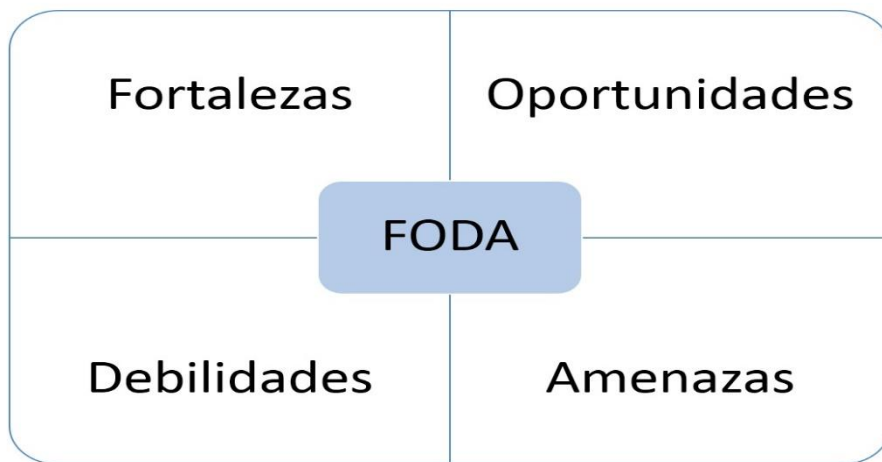 Fortalezas
Oportunidades
FODA
Debilidades
Amenazas